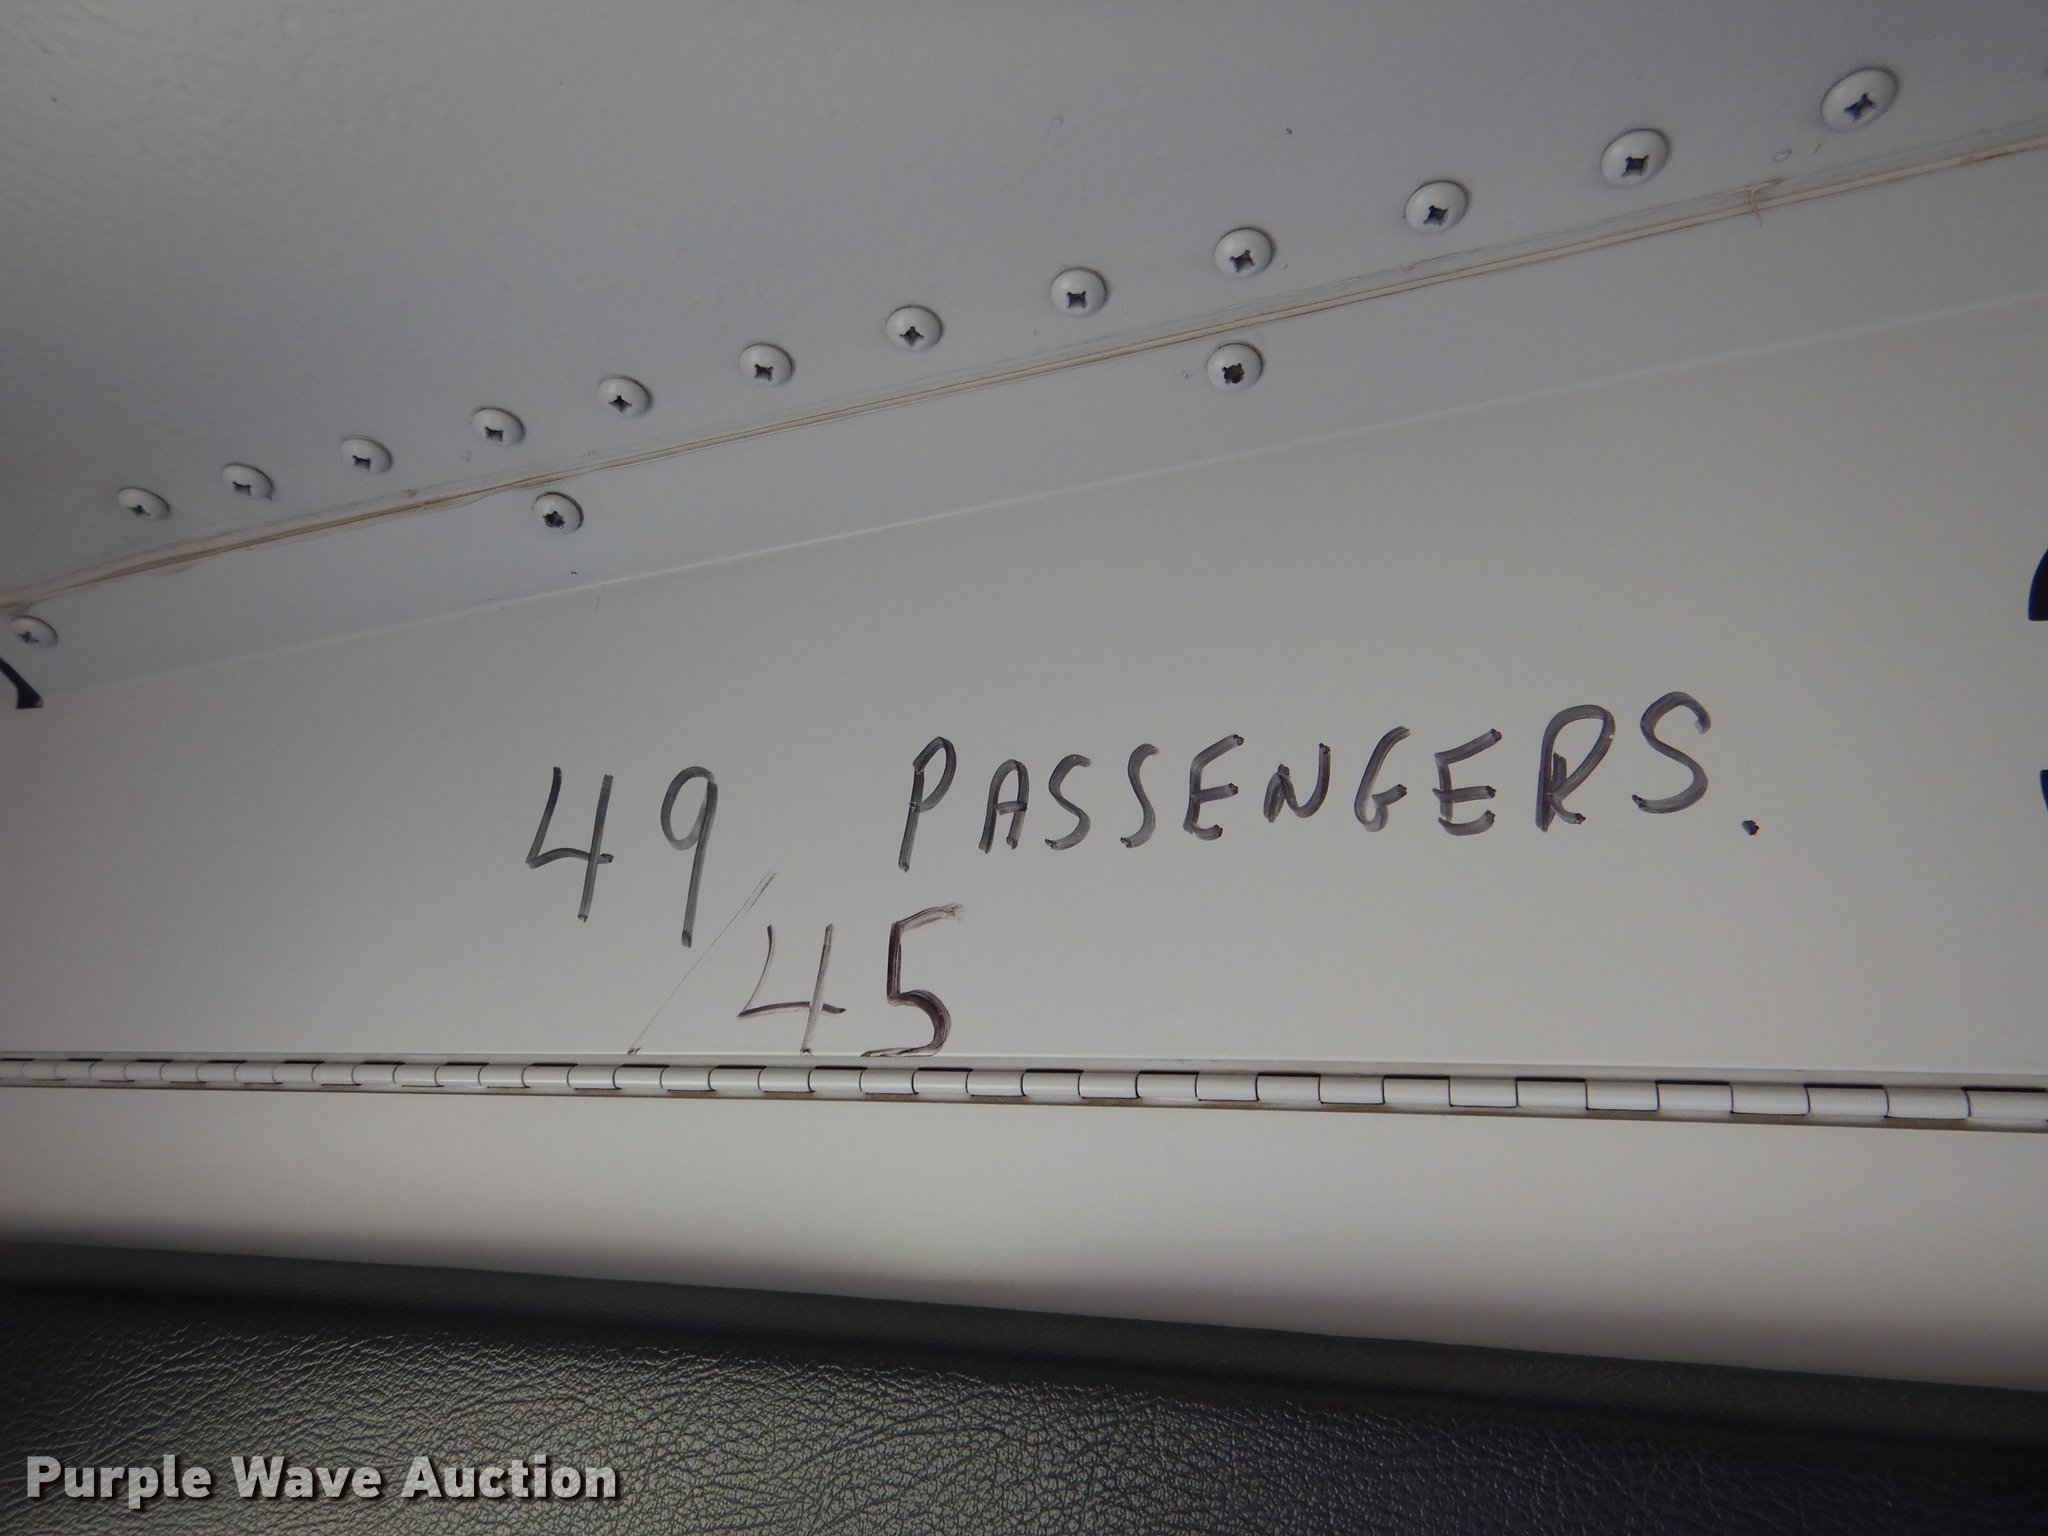 49 PASSENGERS.
/45
Purple Wave Auction